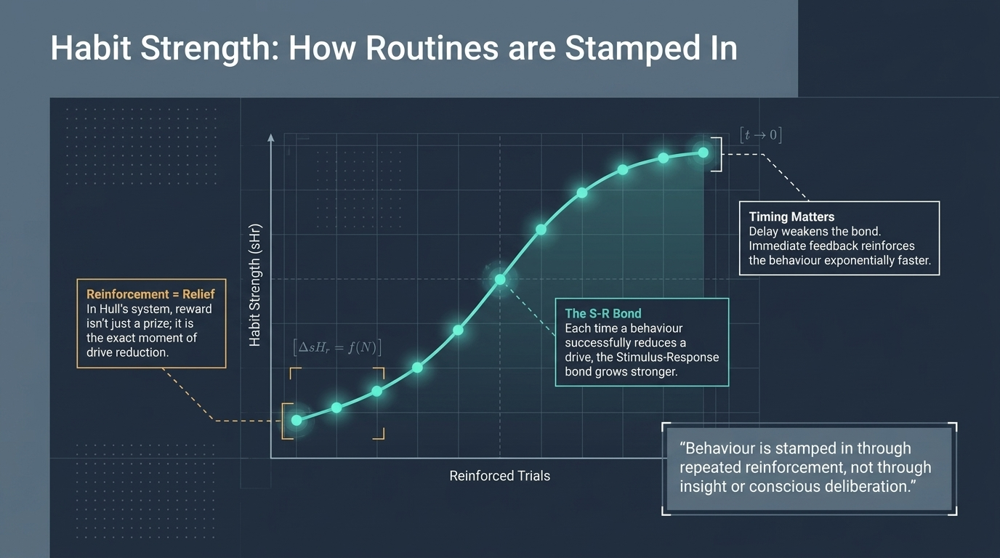 Habit Strength: How Routines are Stamped In
[t → 0]
Timing Matters
Delay weakens the bond.
Immediate feedback reinforces
the behaviour exponentially faster.
Habit Strength (sHr)
Reinforcement = Relief
In Hull's system, reward
isn't just a prize; it is
the exact moment of
drive reduction.
[ΔsHᵣ = f(N)]
The S-R Bond
Each time a behaviour
successfully reduces a
drive, the Stimulus-Response
bond grows stronger.
“Behaviour is stamped in through
repeated reinforcement, not through
insight or conscious deliberation.”
Reinforced Trials